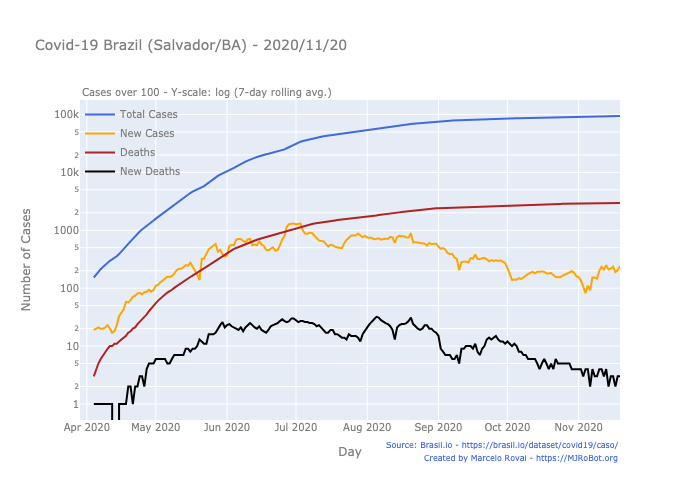 Covid-19 Brazil (Salvador/BA) - 2020/11/20
Cases over 100 - Y-scale: log (7-day rolling avg.)
Total Cases
New Cases
Deaths
New Deaths
100k
5
2
10k
5
2
1000
5
2
100
5
2
10
5
2
1
Number of Cases
Apr 2020 May 2020 Jun 2020 Jul 2020 Aug 2020 Sep 2020 Oct 2020 Nov 2020
Day
Source: Brasil.io - https://brasil.io/dataset/covid19/caso/
Created by Marcelo Rovai - https://MJRoBot.org